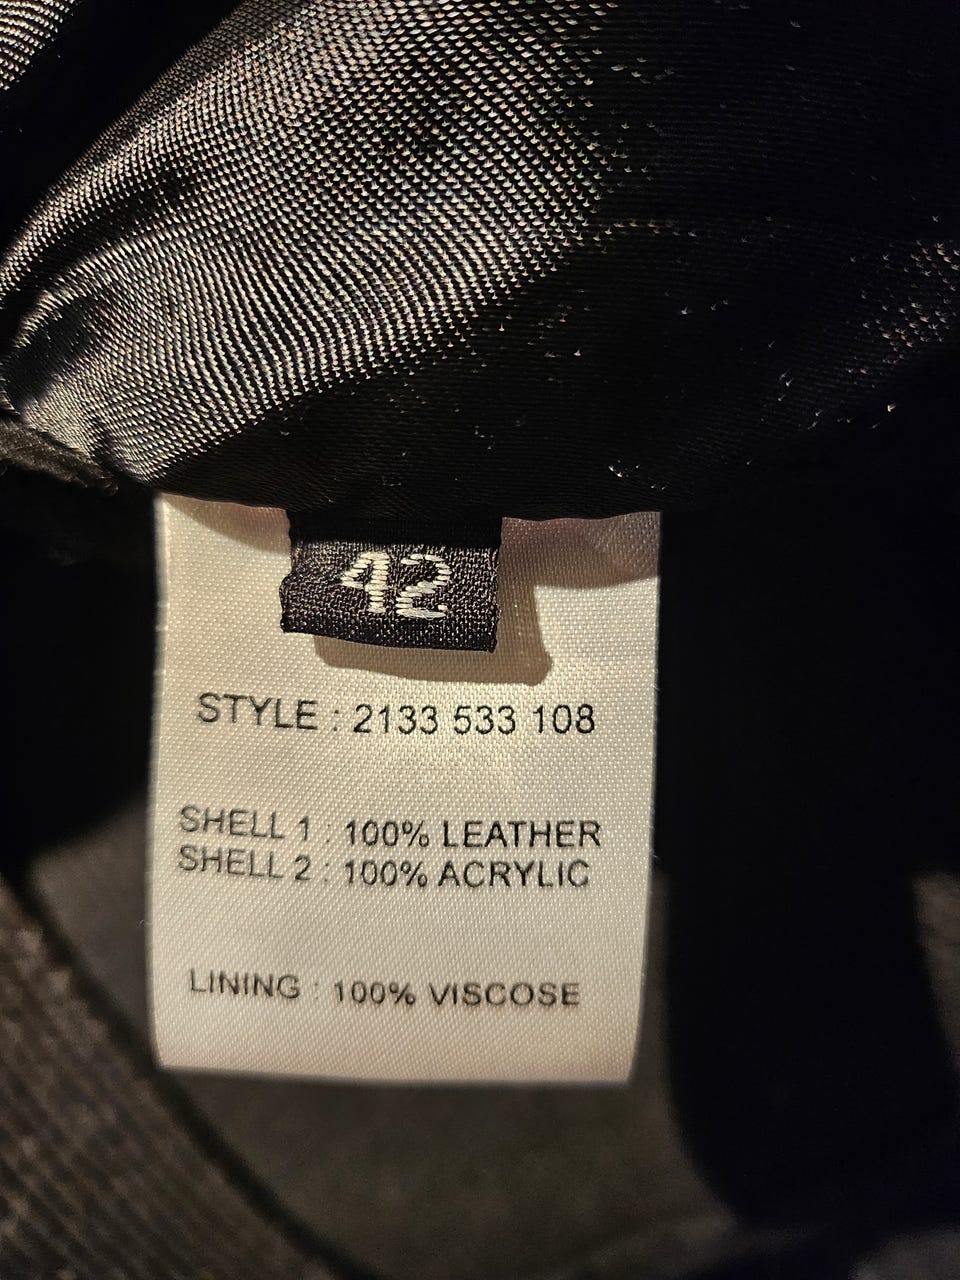 42
STYLE : 2133 533 108
SHELL 1 : 100% LEATHER
SHELL 2 : 100% ACRYLIC
LINING : 100% VISCOSE